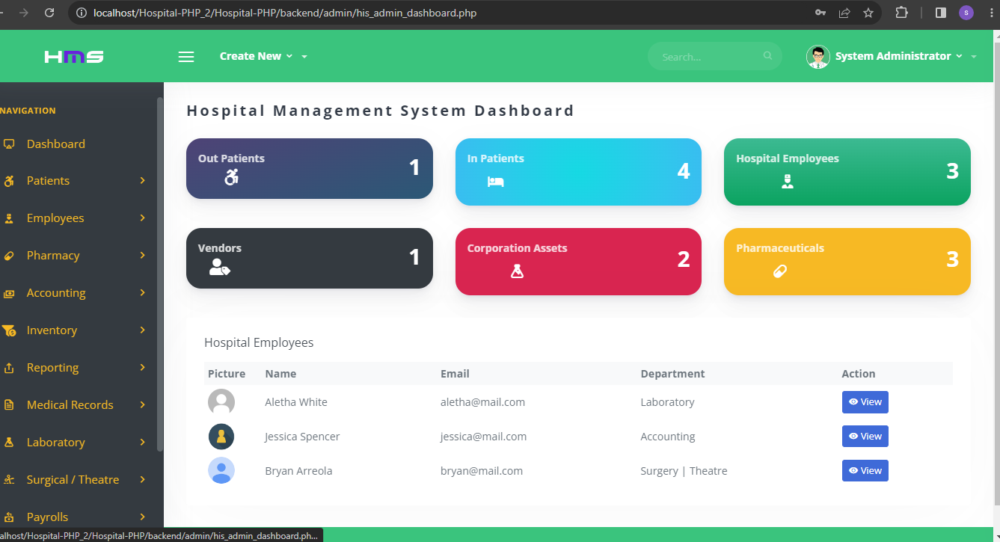 localhost/Hospital-PHP_2/Hospital-PHP/backend/admin/his_admin_dashboard.php
S
HMS
Create New
Search...
System Administrator
NAVIGATION
Dashboard
Patients
Employees
Pharmacy
Accounting
Inventory
Reporting
Medical Records
Laboratory
Surgical / Theatre
Payrolls
Hospital Management System Dashboard
Out Patients
1
In Patients
4
Hospital Employees
3
Vendors
1
Corporation Assets
2
Pharmaceuticals
3
Hospital Employees
Picture Name Email Department Action
Aletha White aletha@mail.com Laboratory View
Jessica Spencer jessica@mail.com Accounting View
Bryan Arreola bryan@mail.com Surgery | Theatre View
alhost/Hospital-PHP_2/Hospital-PHP/backend/admin/his_admin_dashboard.ph...